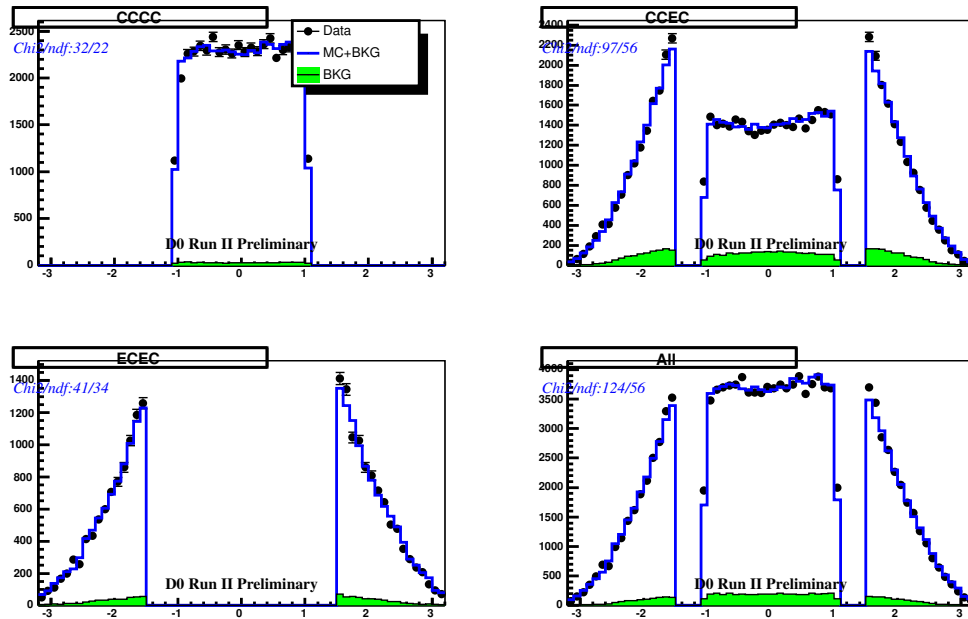 CCCC
Chi2/ndf:32/22
Data
MC+BKG
BKG
2500
2000
1500
1000
500
0
D0 Run II Preliminary
-3 -2 -1 0 1 2 3
CCEC
Chi2/ndf:97/56
2400
2200
2000
1800
1600
1400
1200
1000
800
600
400
200
0
D0 Run II Preliminary
-3 -2 -1 0 1 2 3
ECEC
Chi2/ndf:41/34
1400
1200
1000
800
600
400
200
0
D0 Run II Preliminary
-3 -2 -1 0 1 2 3
All
Chi2/ndf:124/56
4000
3500
3000
2500
2000
1500
1000
500
0
D0 Run II Preliminary
-3 -2 -1 0 1 2 3